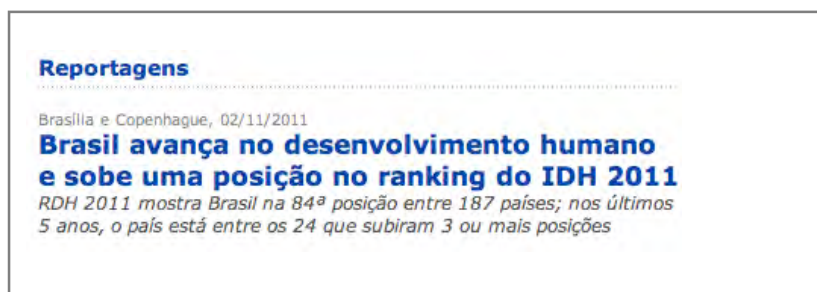 Reportagens
Brasília e Copenhague, 02/11/2011
Brasil avança no desenvolvimento humano
e sobe uma posição no ranking do IDH 2011
RDH 2011 mostra Brasil na 84ª posição entre 187 países; nos últimos
5 anos, o país está entre os 24 que subiram 3 ou mais posições